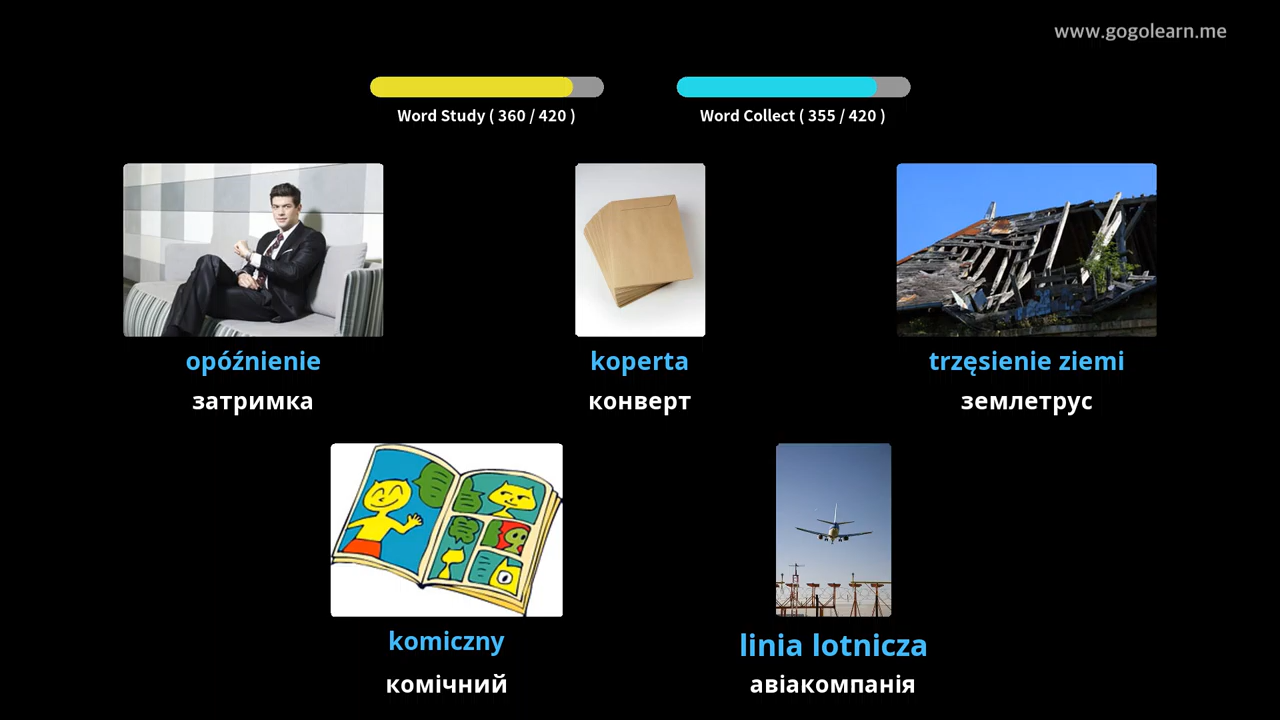 www.gogolearn.me
Word Study ( 360 / 420 )
Word Collect ( 355 / 420 )
opóźnienie
koperta
trzęsienie ziemi
затримка
конверт
землетрус
komiczny
linia lotnicza
комічний
авіакомпанія